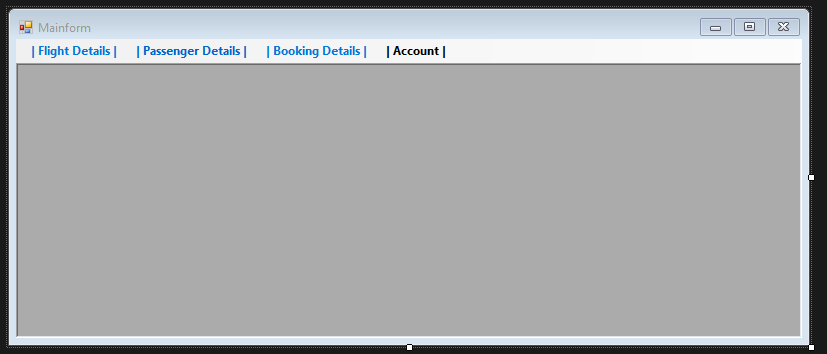 Mainform
| Flight Details | | Passenger Details | | Booking Details | | Account |